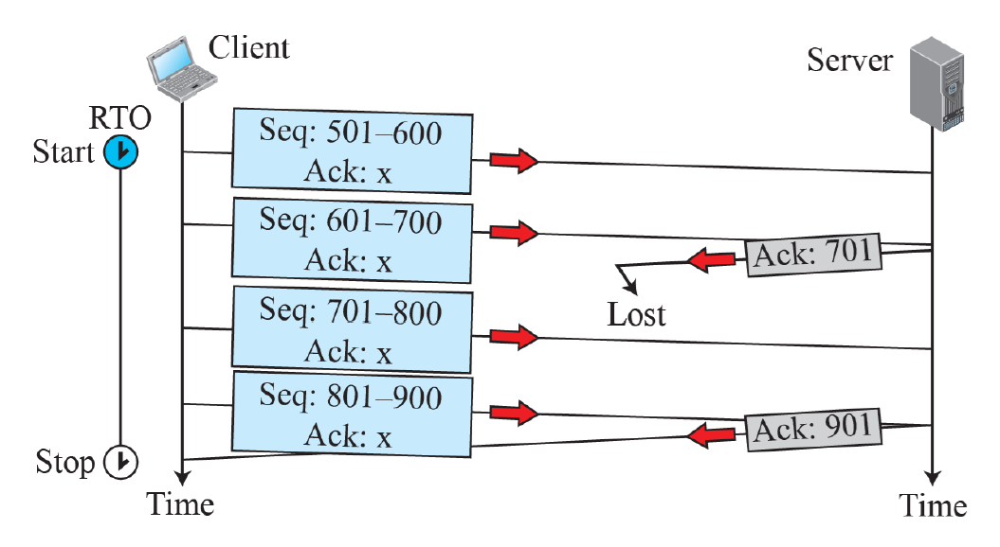 Client
Server
RTO
Start
Seq: 501–600
Ack: x
Seq: 601–700
Ack: x
Ack: 701
Lost
Seq: 701–800
Ack: x
Seq: 801–900
Ack: x
Ack: 901
Stop
Time
Time